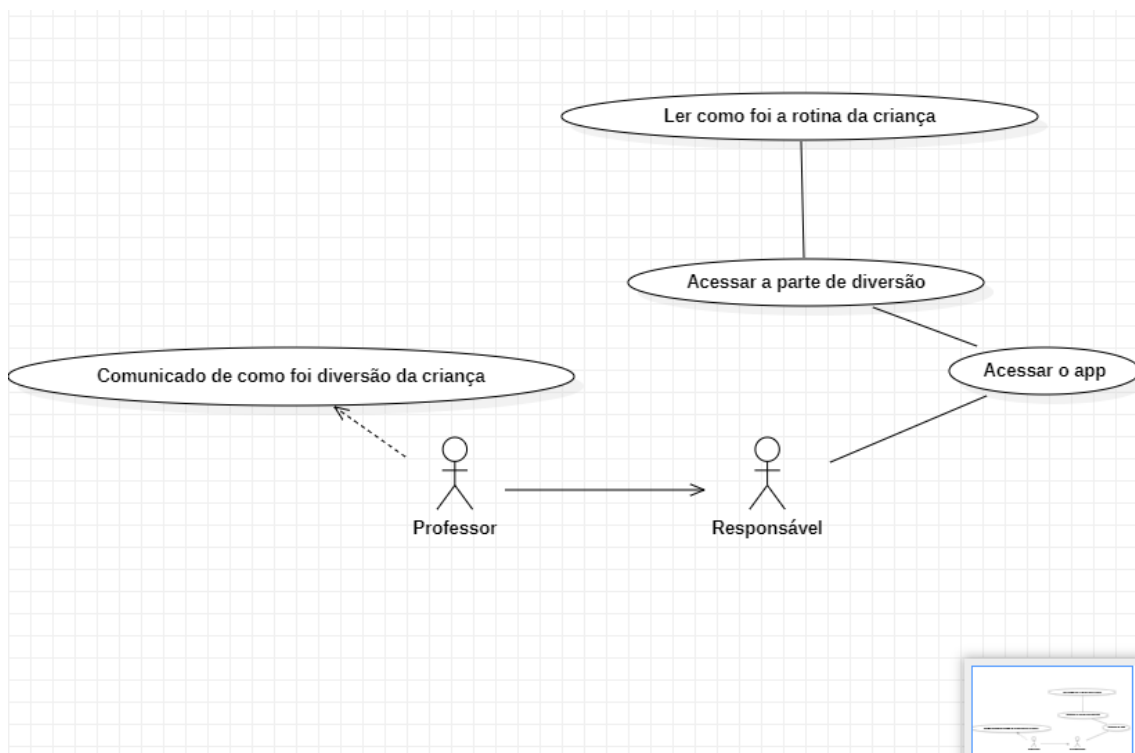 Ler como foi a rotina da criança
Acessar a parte de diversão
Acessar o app
Comunicado de como foi diversão da criança
Professor
Responsável